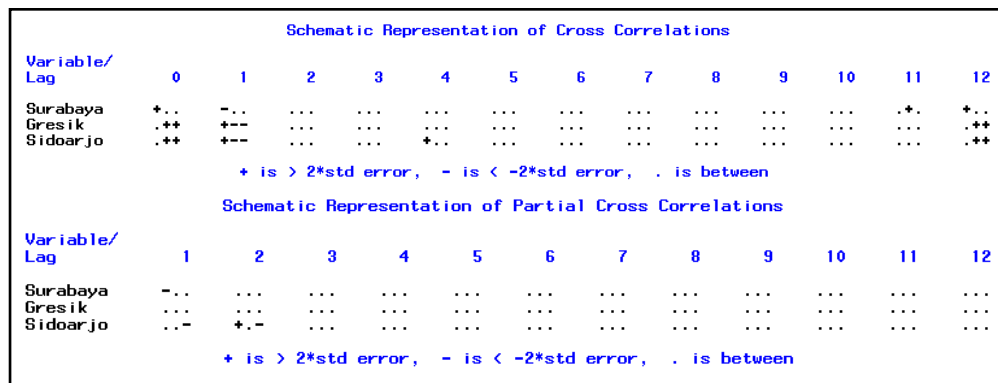 Schematic Representation of Cross Correlations
Variable/
Lag 0 1 2 3 4 5 6 7 8 9 10 11 12
Surabaya +.. -.. ... ... ... ... ... ... ... ... ... .+. +..
Gresik .++ +-- ... ... ... ... ... ... ... ... ... ... .++
Sidoarjo .++ +-- ... ... +.. ... ... ... ... ... ... ... .++
+ is > 2*std error, - is < -2*std error, . is between
Schematic Representation of Partial Cross Correlations
Variable/
Lag 1 2 3 4 5 6 7 8 9 10 11 12
Surabaya -.. ... ... ... ... ... ... ... ... ... ... ...
Gresik ... ... ... ... ... ... ... ... ... ... ... ...
Sidoarjo ..- +.- ... ... ... ... ... ... ... ... ... ...
+ is > 2*std error, - is < -2*std error, . is between